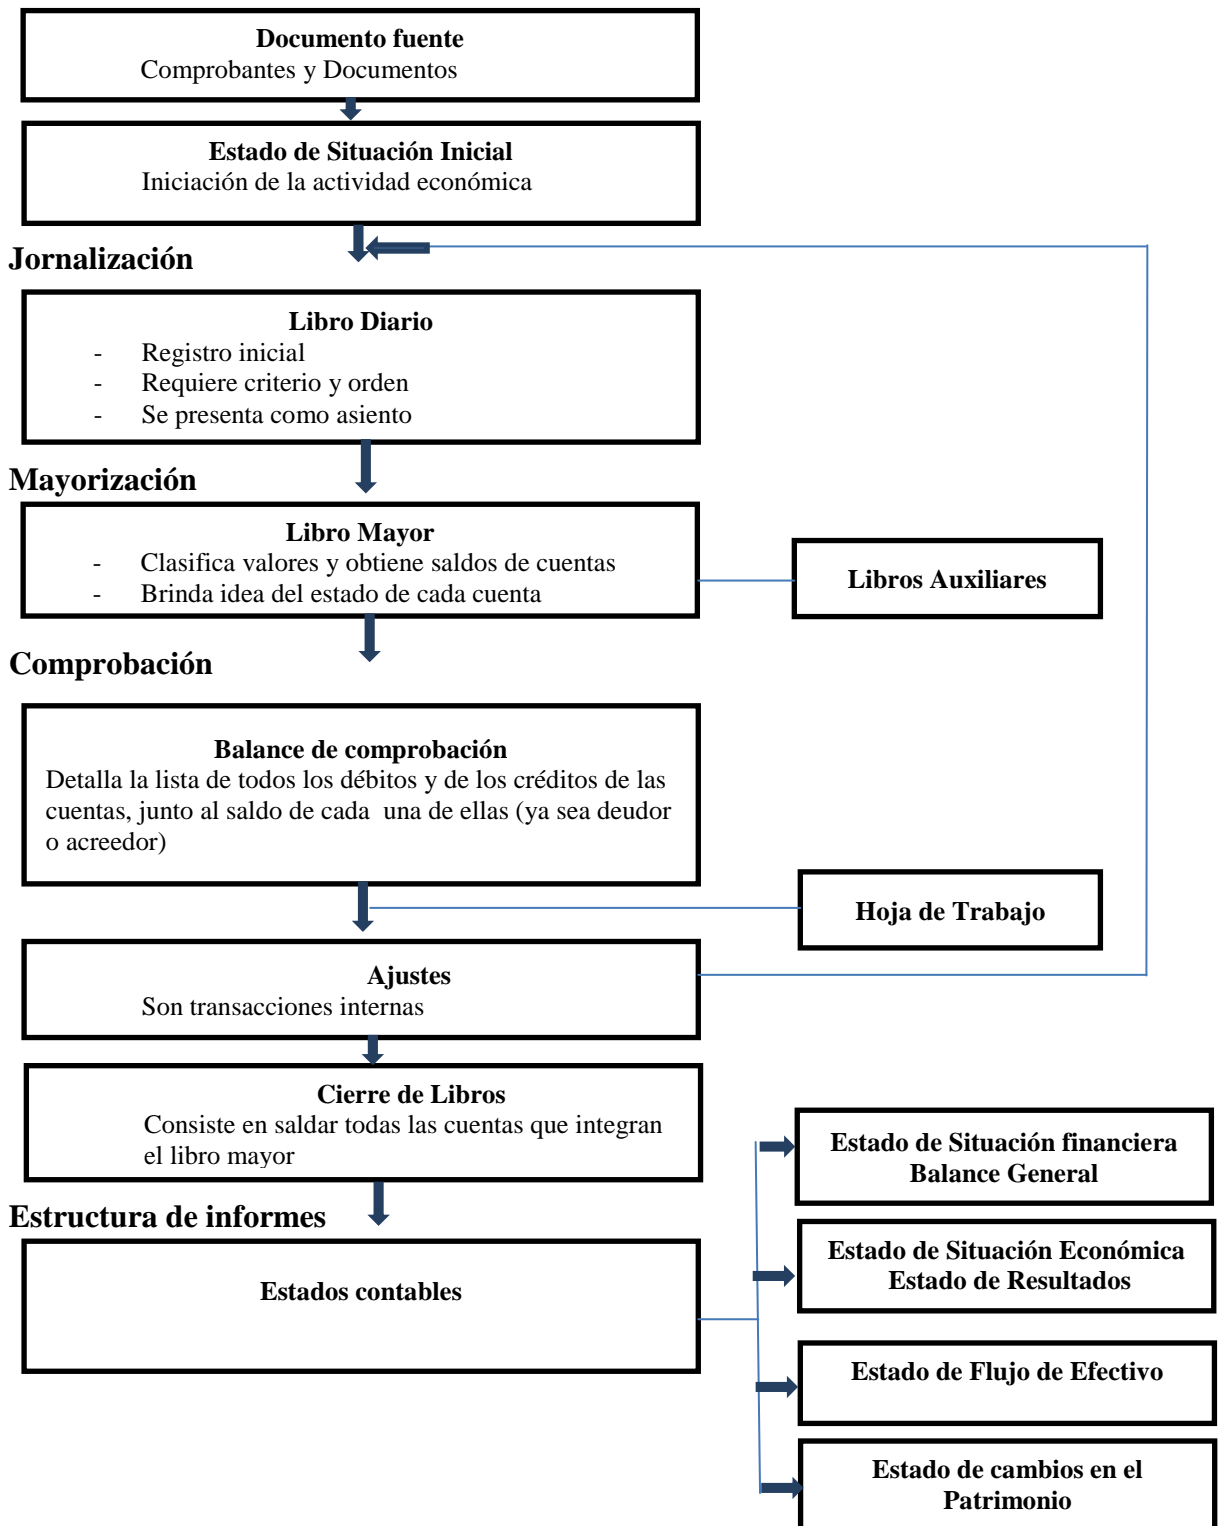 Documento fuente
Comprobantes y Documentos
Estado de Situación Inicial
Iniciación de la actividad económica
Jornalización
Libro Diario
- Registro inicial
- Requiere criterio y orden
- Se presenta como asiento
Mayorización
Libro Mayor
- Clasifica valores y obtiene saldos de cuentas
- Brinda idea del estado de cada cuenta
Libros Auxiliares
Comprobación
Balance de comprobación
Detalla la lista de todos los débitos y de los créditos de las
cuentas, junto al saldo de cada una de ellas (ya sea deudor
o acreedor)
Hoja de Trabajo
Ajustes
Son transacciones internas
Cierre de Libros
Consiste en saldar todas las cuentas que integran
el libro mayor
Estructura de informes
Estados contables
Estado de Situación financiera
Balance General
Estado de Situación Económica
Estado de Resultados
Estado de Flujo de Efectivo
Estado de cambios en el
Patrimonio